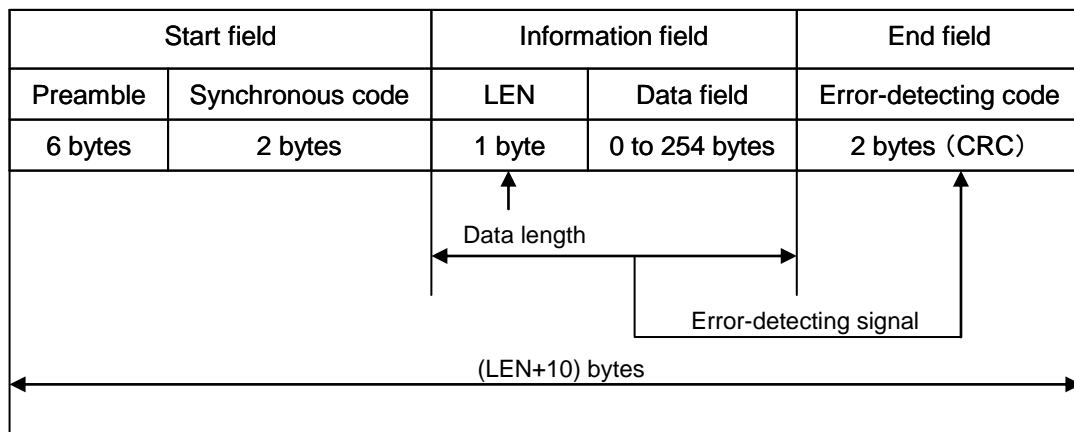 Start field Information field End field
Preamble Synchronous code LEN Data field Error-detecting code
6 bytes 2 bytes 1 byte 0 to 254 bytes 2 bytes（CRC）
Data length
Error-detecting signal
(LEN+10) bytes